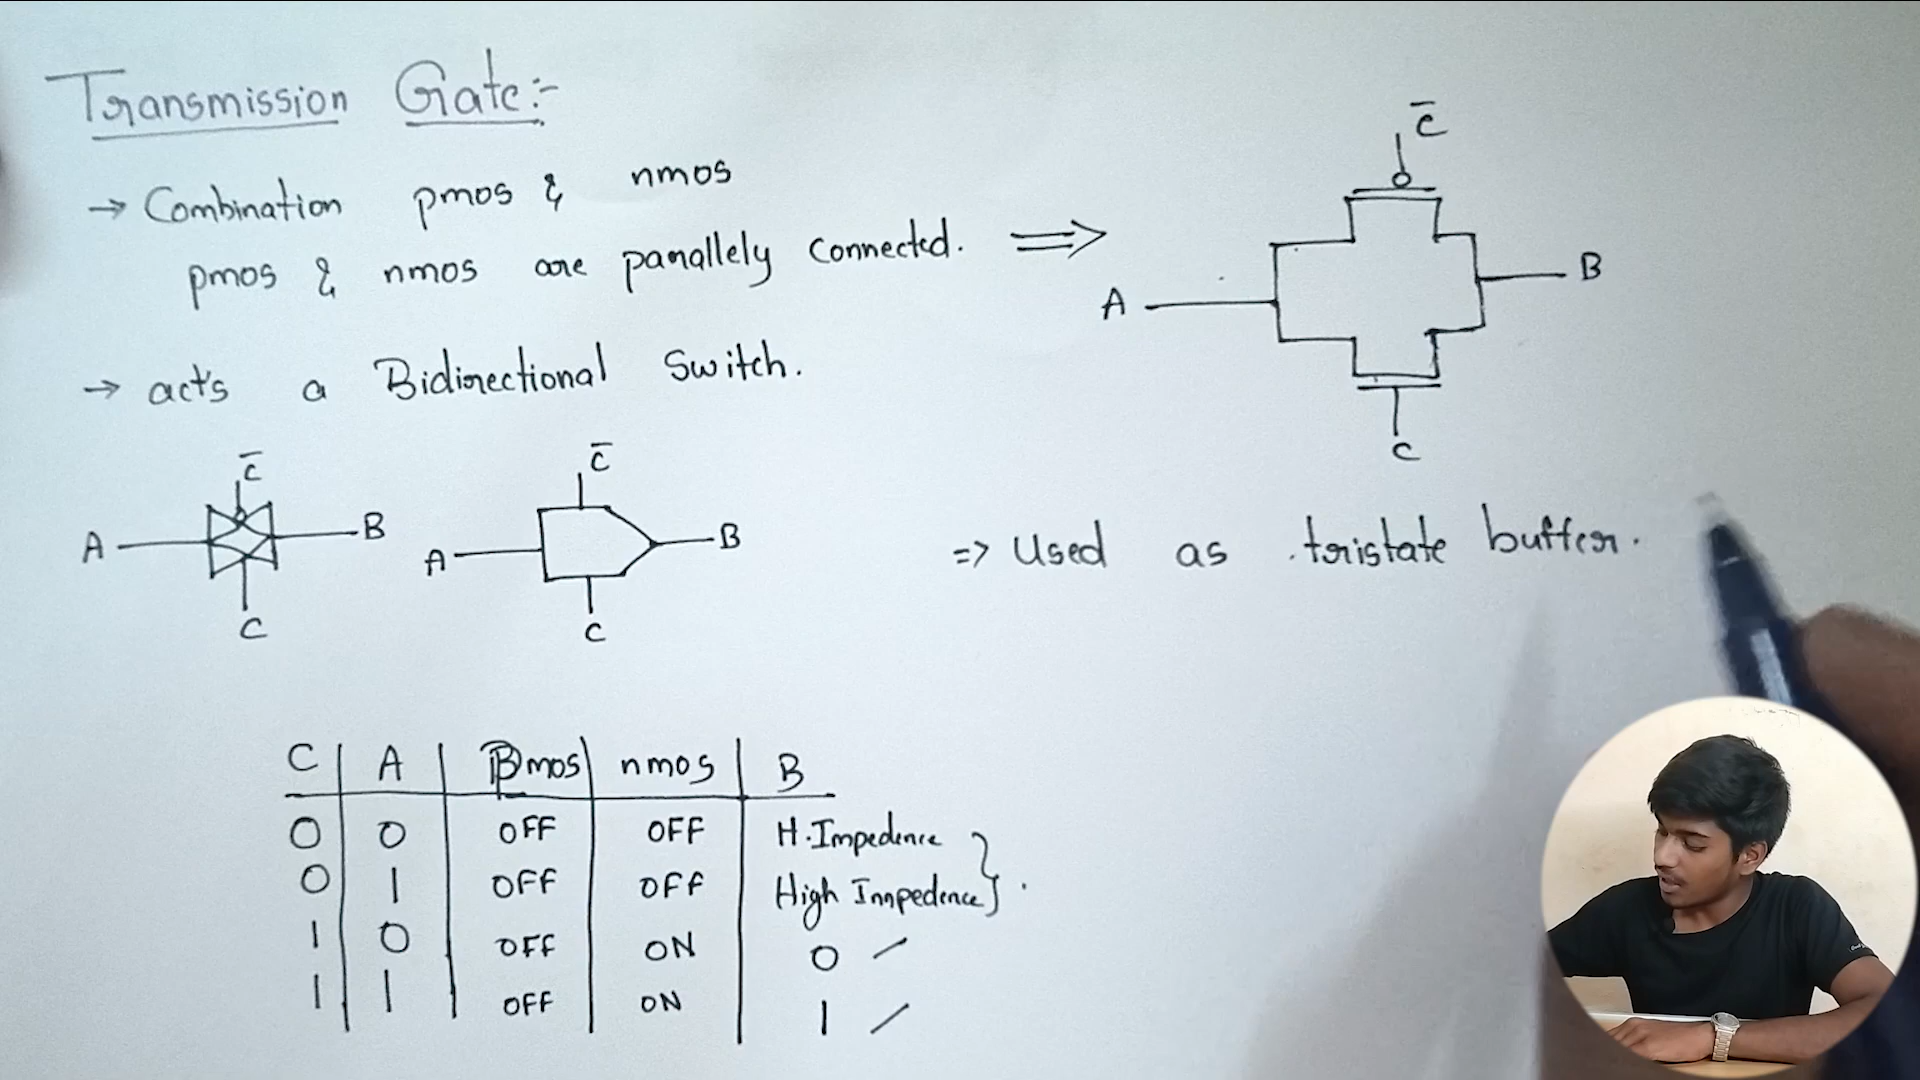 Transmission Gate:-
→ Combination pmos & nmos
pmos & nmos are parallely connected. ⟹
→ acts a Bidirectional Switch.
C̅
A B
C
C̅
A B
C
C̅
A B
C
=> Used as tristate buffer.
C A Pmos nmos B
0 0 OFF OFF H.Impedence
0 1 OFF OFF High Impedence
1 0 OFF ON 0
1 1 OFF ON 1